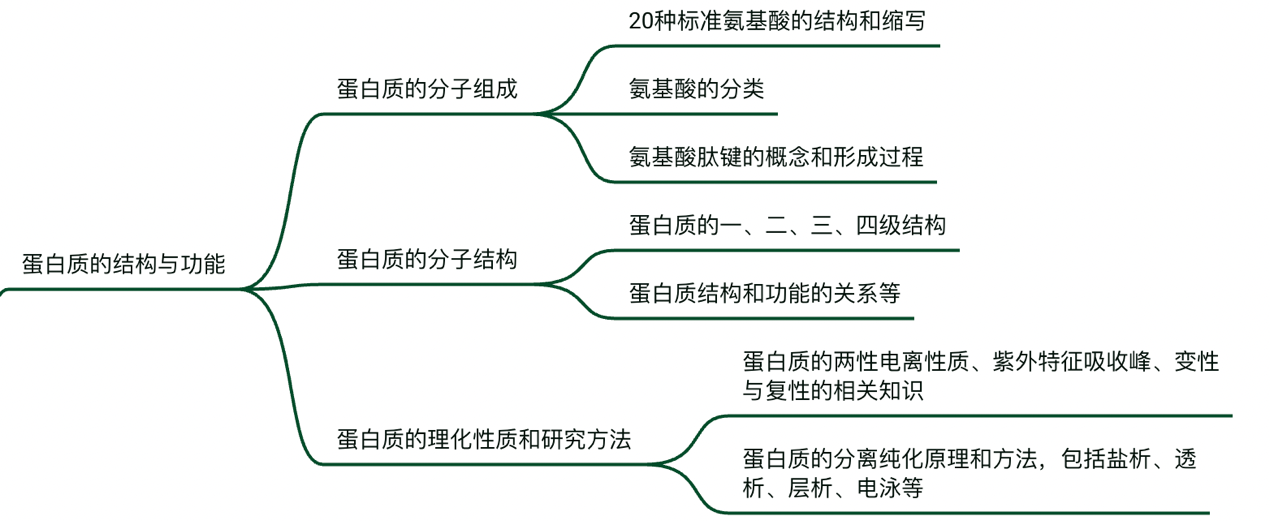 20种标准氨基酸的结构和缩写
蛋白质的分子组成
氨基酸的分类
氨基酸肽键的概念和形成过程
蛋白质的一、二、三、四级结构
蛋白质的结构与功能
蛋白质的分子结构
蛋白质结构和功能的关系等
蛋白质的两性电离性质、紫外特征吸收峰、变性
与复性的相关知识
蛋白质的理化性质和研究方法
蛋白质的分离纯化原理和方法，包括盐析、透
析、层析、电泳等